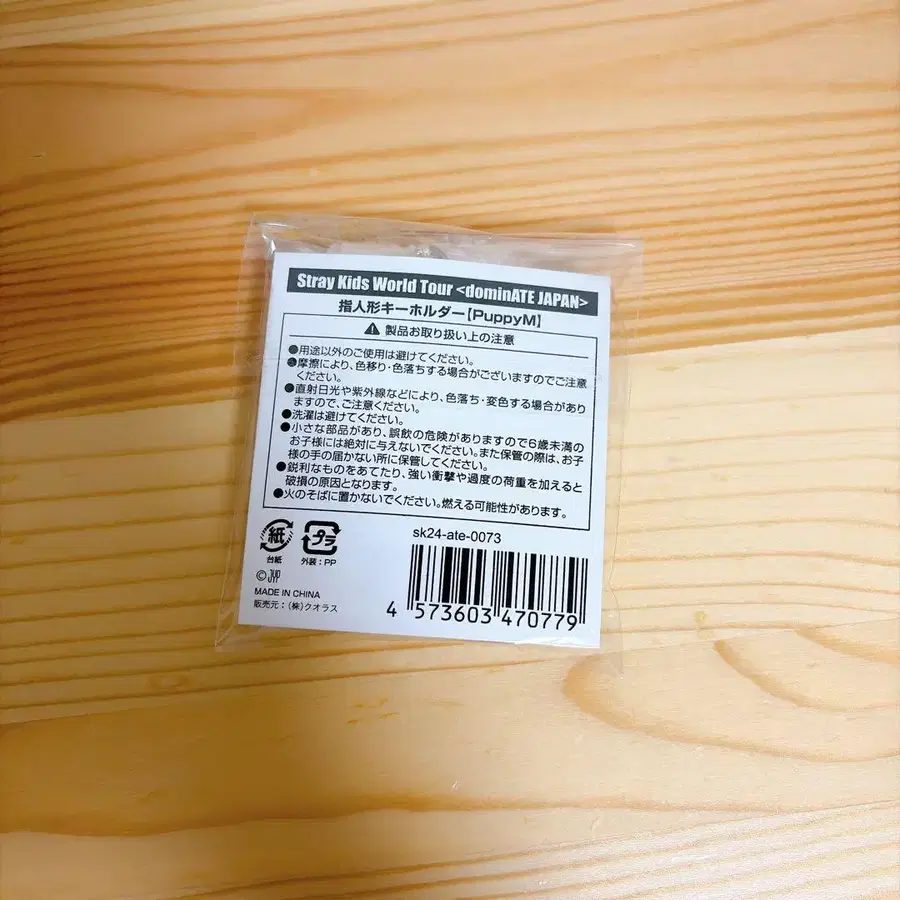 Stray Kids World Tour <dominATE JAPAN>
指人形キーホルダー【PuppyM】
⚠ 製品お取り扱い上の注意
●用途以外のご使用は避けてください。
●摩擦により、色移り・色落ちする場合がございますのでご注意
ください。
●直射日光や紫外線などにより、色落ち・変色する場合があり
ますので、ご注意ください。
●洗濯は避けてください。
●小さな部品があり、誤飲の危険がありますので6歳未満の
お子様には絶対に与えないでください。また保管の際は、お子
様の手の届かない所に保管してください。
●鋭利なものをあてたり、強い衝撃や過度の荷重を加えると
破損の原因となります。
●火のそばに置かないでください。燃える可能性があります。
紙
プラ
台紙
外装：PP
sk24-ate-0073
©JYP
MADE IN CHINA
販売元：（株）クオラス
4 573603 470779